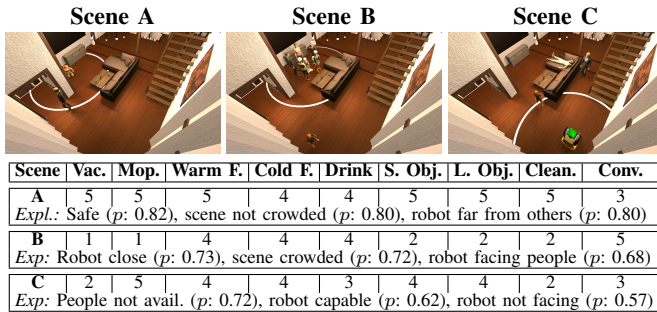 Scene A Scene B Scene C
Scene Vac. Mop. Warm F. Cold F. Drink S. Obj. L. Obj. Clean. Conv.
A 5 5 5 4 4 5 5 5 3
Expl.: Safe (p: 0.82), scene not crowded (p: 0.80), robot far from others (p: 0.80)
B 1 1 4 4 4 2 2 2 5
Exp: Robot close (p: 0.73), scene crowded (p: 0.72), robot facing people (p: 0.68)
C 2 5 4 4 3 4 4 2 3
Exp: People not avail. (p: 0.72), robot capable (p: 0.62), robot not facing (p: 0.57)